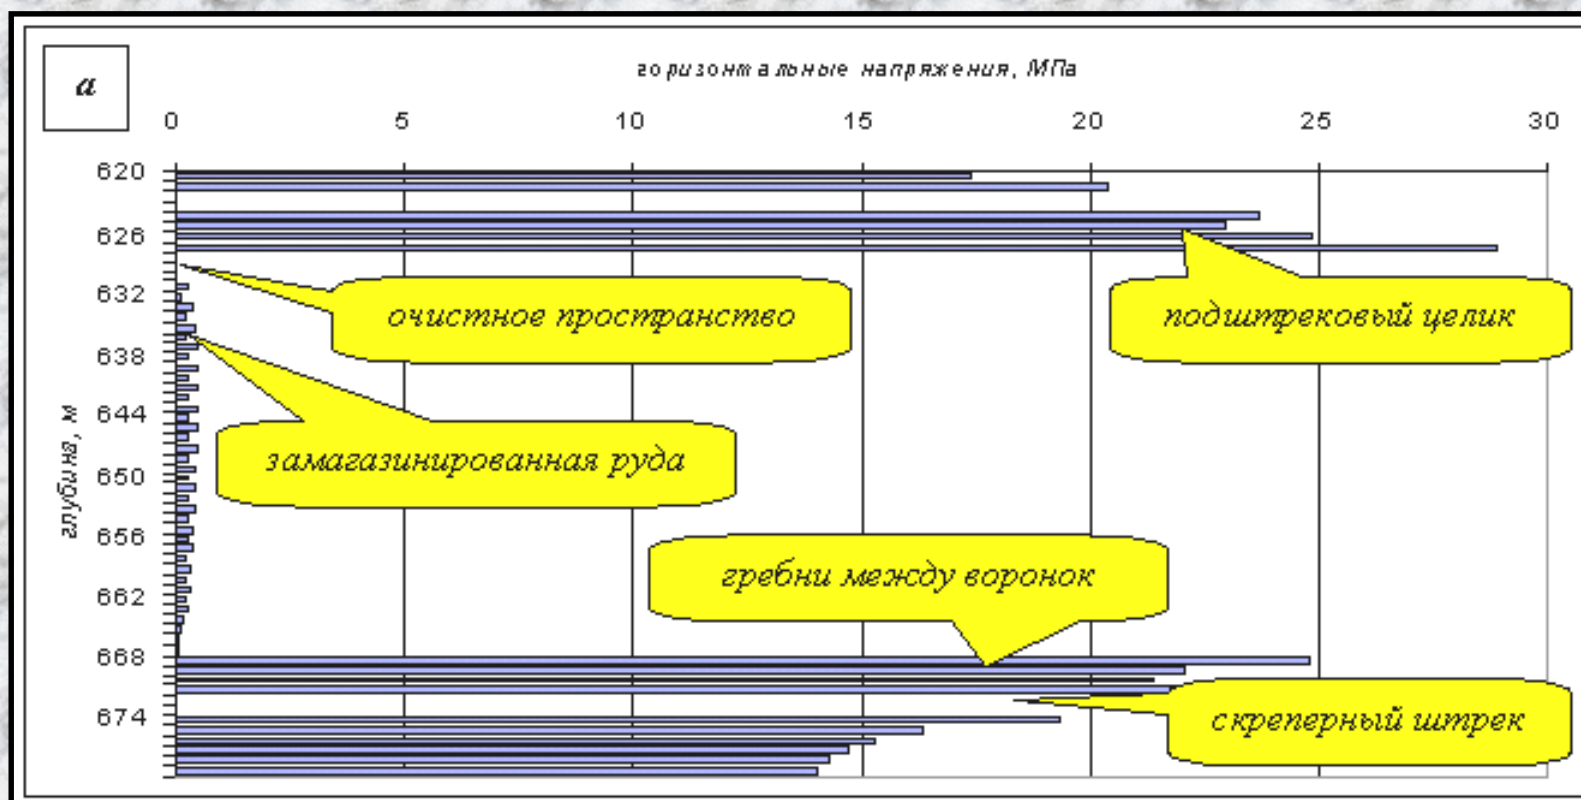 а
горизонтальные напряжения, МПа
0 5 10 15 20 25 30
620
626
632
638
644
650
656
662
668
674
глубина, м
подштрековый целик
очистное пространство
замагазинированная руда
гребни между воронок
скреперный штрек